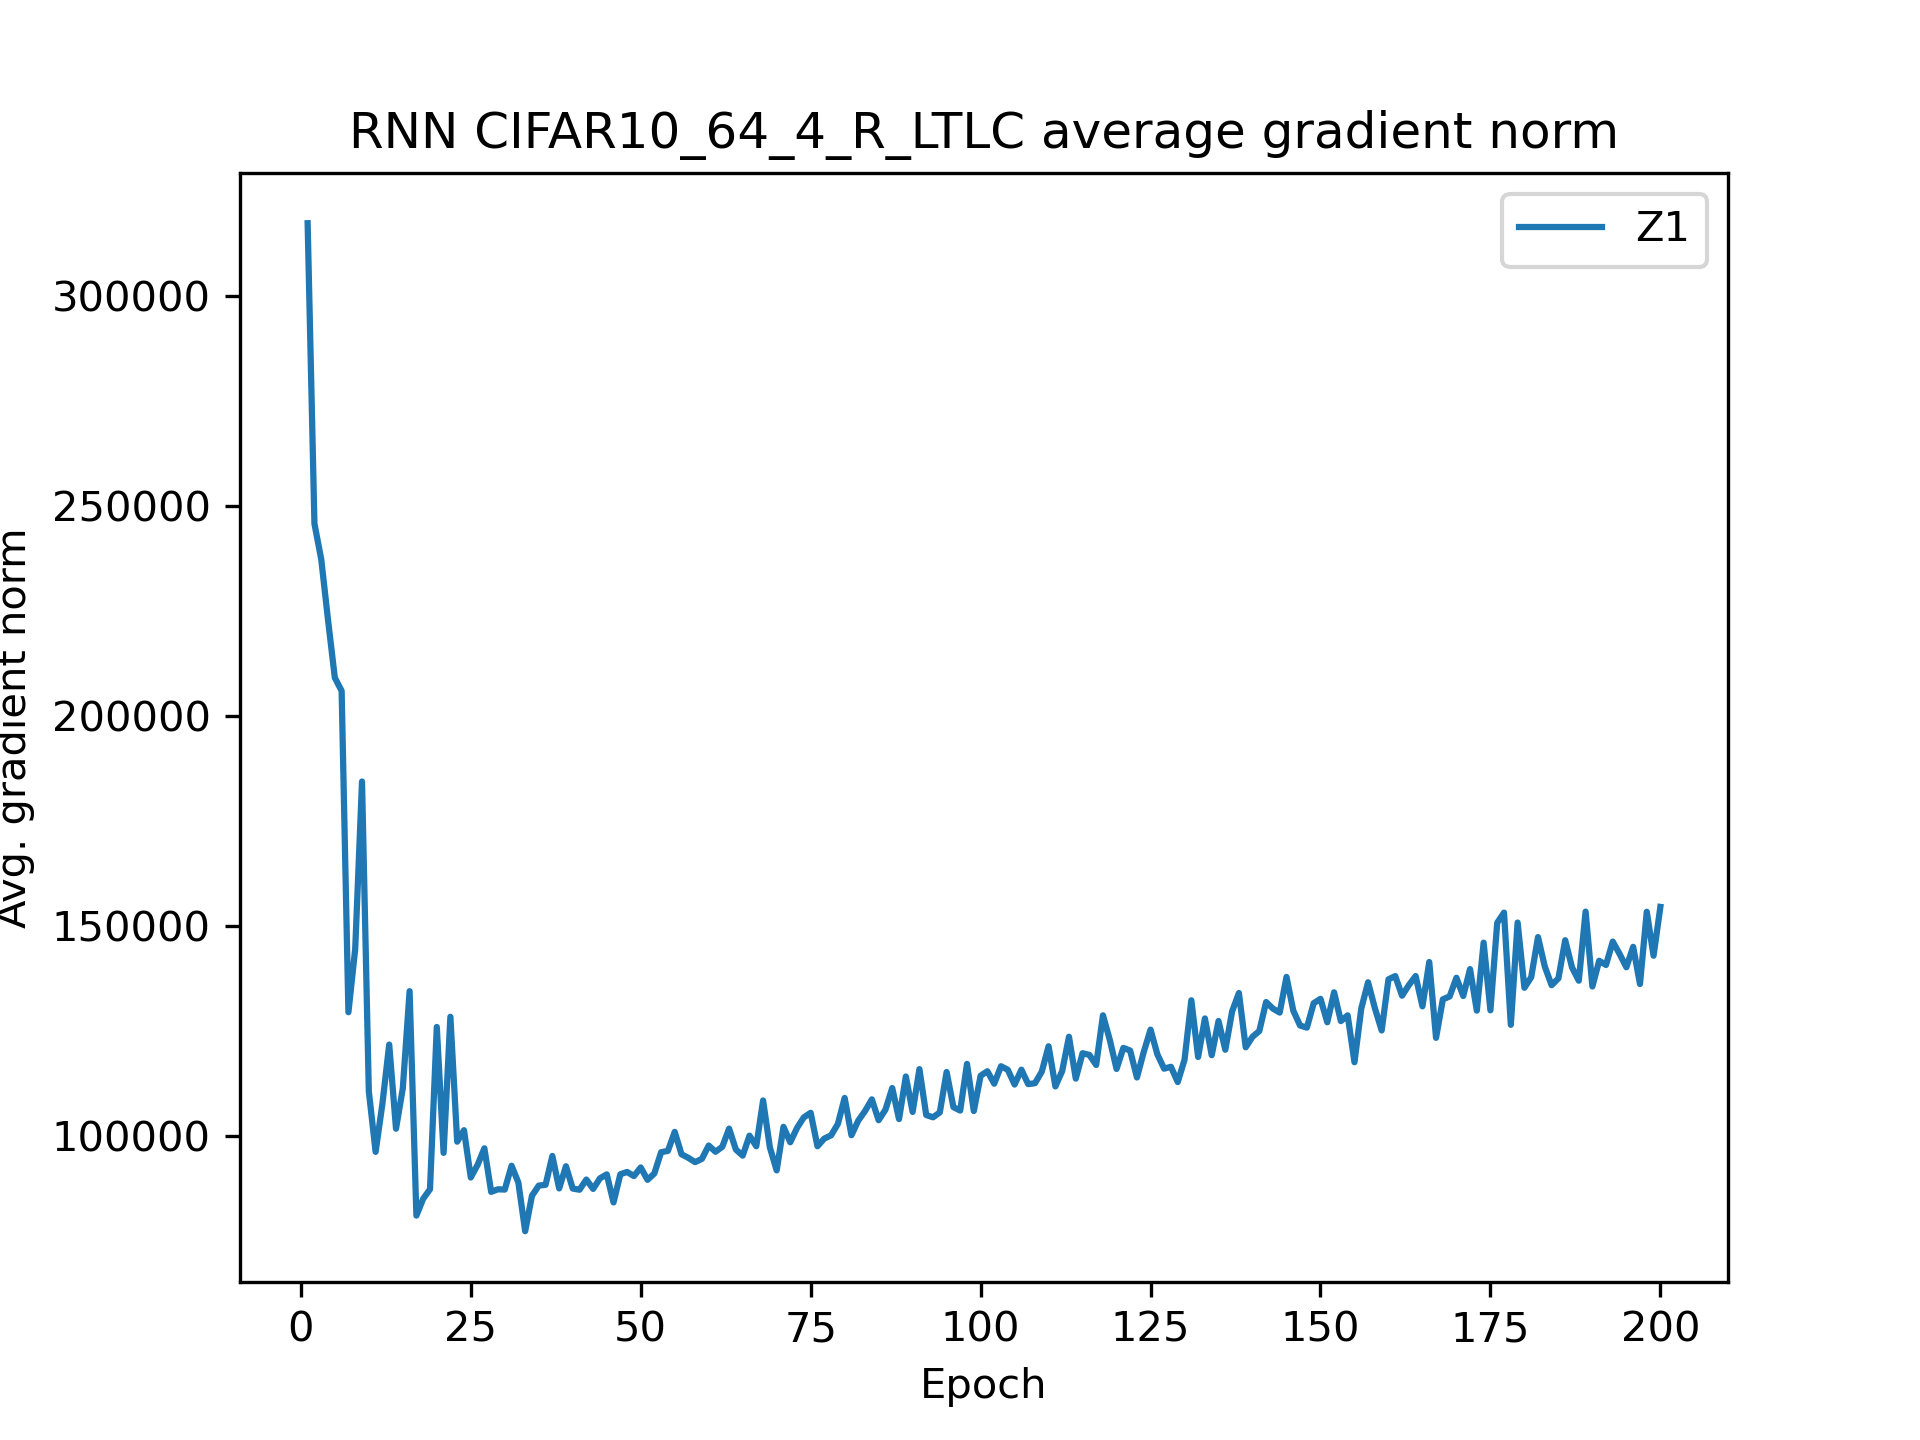 RNN CIFAR10_64_4_R_LTLC average gradient norm
Z1
Avg. gradient norm
300000
250000
200000
150000
100000
0 25 50 75 100 125 150 175 200
Epoch